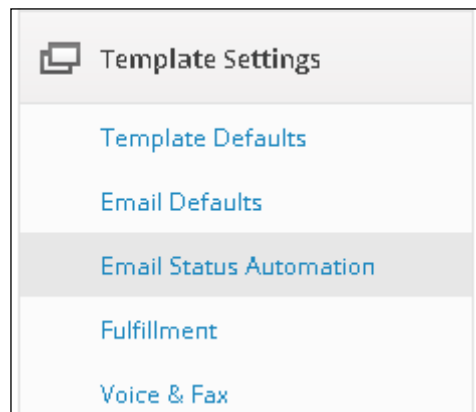 Template Settings
Template Defaults
Email Defaults
Email Status Automation
Fulfillment
Voice & Fax